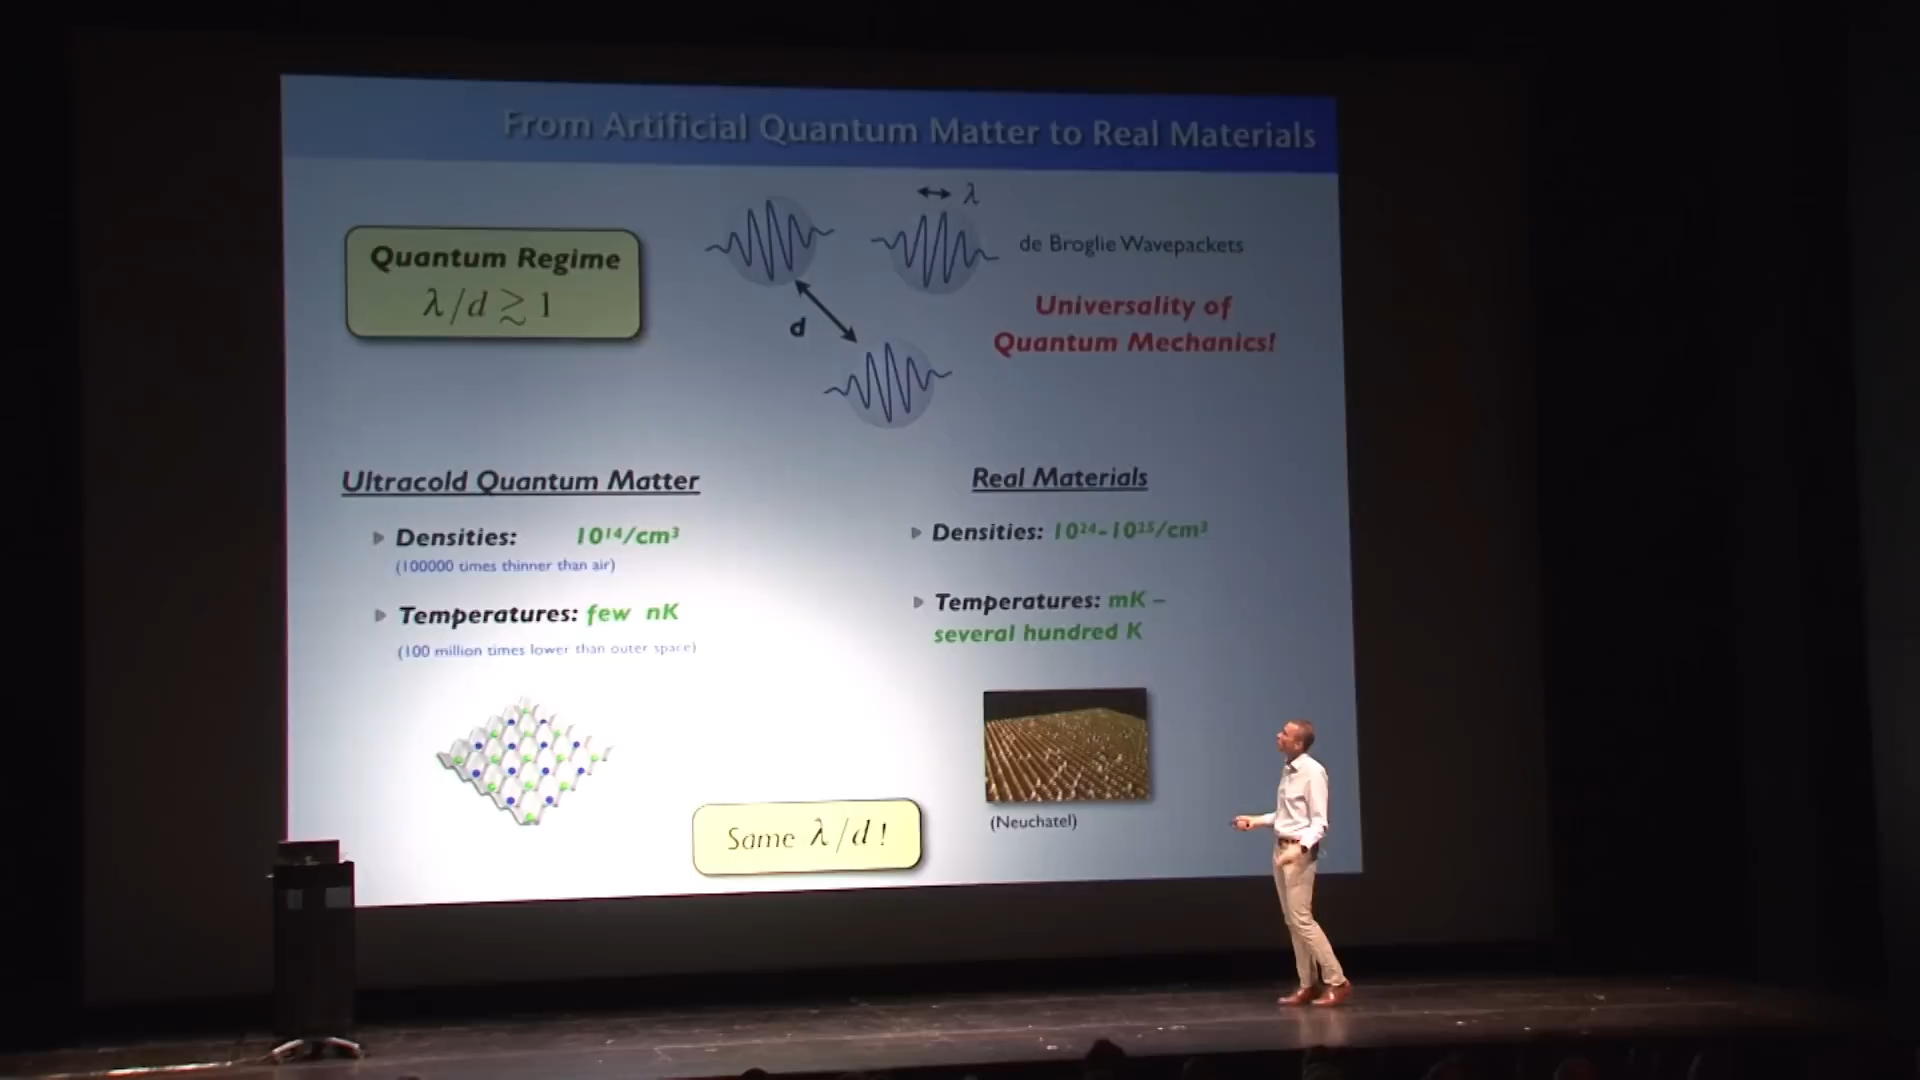 From Artificial Quantum Matter to Real Materials
Quantum Regime
λ/d ≳ 1
λ
de Broglie Wavepackets
d
Universality of
Quantum Mechanics!
Ultracold Quantum Matter
Densities: 10¹⁴/cm³
(100000 times thinner than air)
Temperatures: few nK
(100 million times lower than outer space)
Real Materials
Densities: 10²⁴-10²⁵/cm³
Temperatures: mK –
several hundred K
(Neuchatel)
Same λ/d !